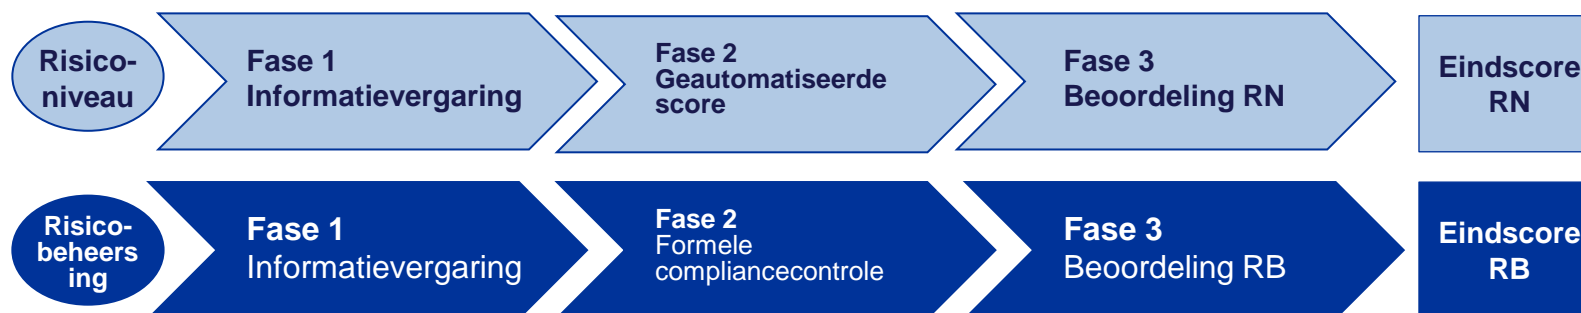 Risico-
niveau
Fase 1
Informatievergaring
Fase 2
Geautomatiseerde
score
Fase 3
Beoordeling RN
Eindscore
RN
Risico-
beheers
ing
Fase 1
Informatievergaring
Fase 2
Formele
compliancecontrole
Fase 3
Beoordeling RB
Eindscore
RB